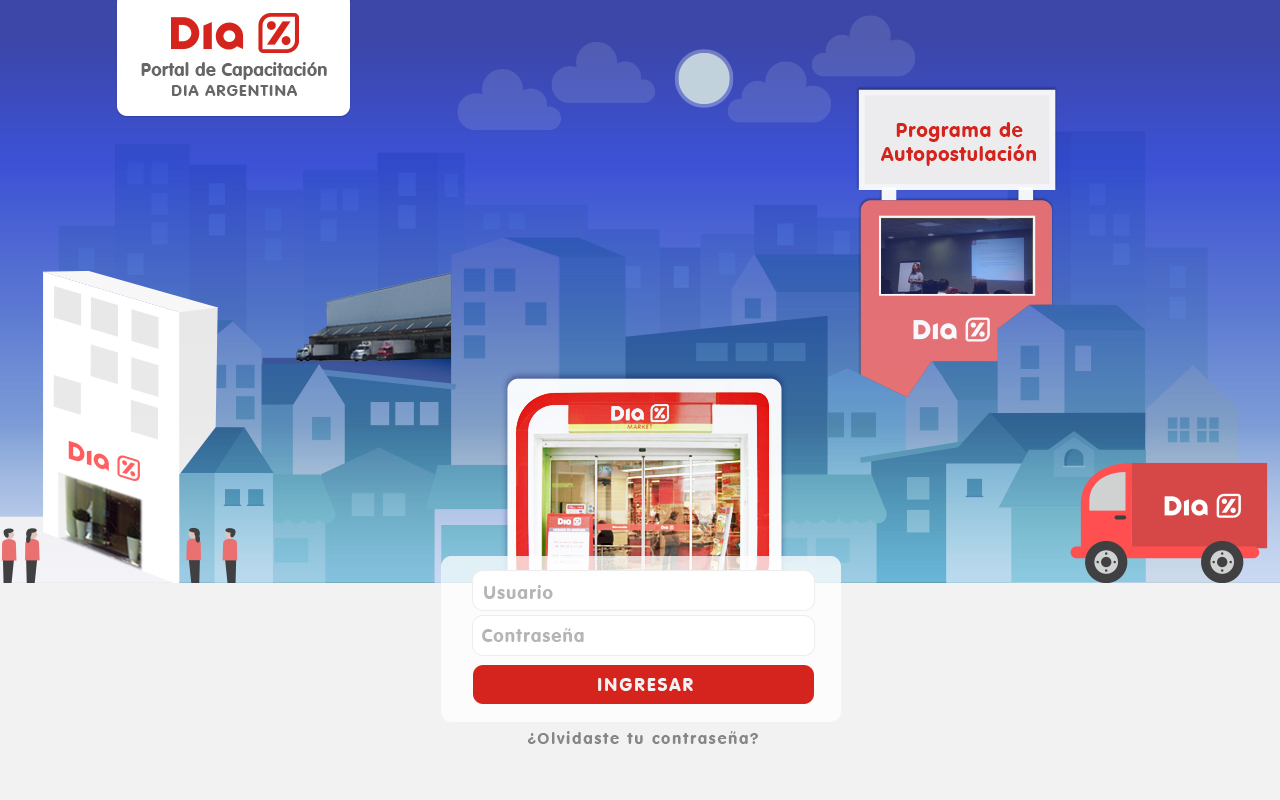 Dia %
Portal de Capacitación
DIA ARGENTINA
Programa de
Autopostulación
Dia %
Dia %
MARKET
Dia %
Dia %
Dia %
Usuario
Contraseña
INGRESAR
¿Olvidaste tu contraseña?